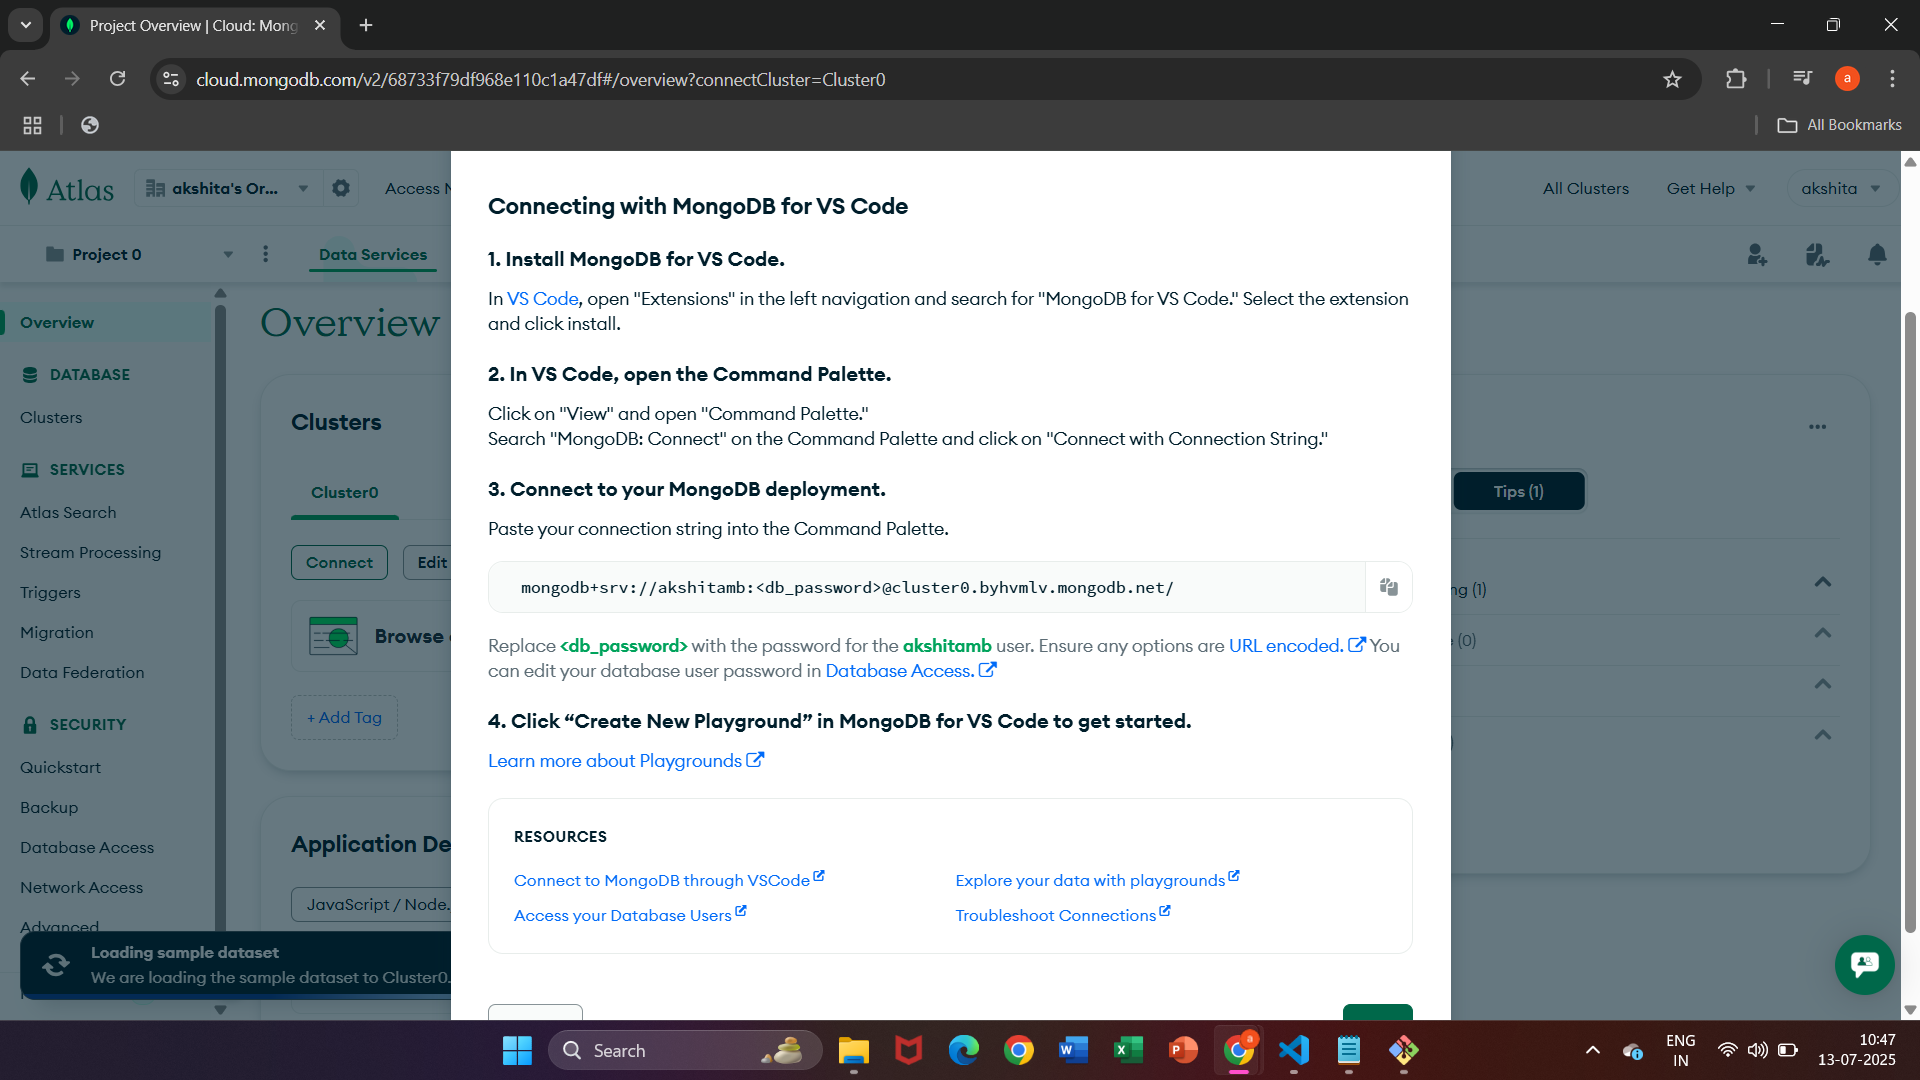 Project Overview | Cloud: Mong
cloud.mongodb.com/v2/68733f79df968e110c1a47df#/overview?connectCluster=Cluster0
a
All Bookmarks
Atlas
akshita's Or...
Access
All Clusters
Get Help
akshita
Project 0
Data Services
Overview
DATABASE
Clusters
SERVICES
Atlas Search
Stream Processing
Triggers
Migration
Data Federation
SECURITY
Quickstart
Backup
Database Access
Network Access
Advanced
Overview
Clusters
Cluster0
Connect
Edit
Browse
+ Add Tag
Application De
JavaScript / Node.
Loading sample dataset
We are loading the sample dataset to Cluster0.
Connecting with MongoDB for VS Code
1. Install MongoDB for VS Code.
In VS Code, open "Extensions" in the left navigation and search for "MongoDB for VS Code." Select the extension
and click install.
2. In VS Code, open the Command Palette.
Click on "View" and open "Command Palette."
Search "MongoDB: Connect" on the Command Palette and click on "Connect with Connection String."
3. Connect to your MongoDB deployment.
Paste your connection string into the Command Palette.
mongodb+srv://akshitamb:<db_password>@cluster0.byhvmlv.mongodb.net/
Replace <db_password> with the password for the akshitamb user. Ensure any options are URL encoded. You
can edit your database user password in Database Access.
4. Click “Create New Playground” in MongoDB for VS Code to get started.
Learn more about Playgrounds
RESOURCES
Connect to MongoDB through VSCode
Explore your data with playgrounds
Access your Database Users
Troubleshoot Connections
Tips (1)
ng (1)
(0)
Search
a
ENG
IN
10:47
13-07-2025